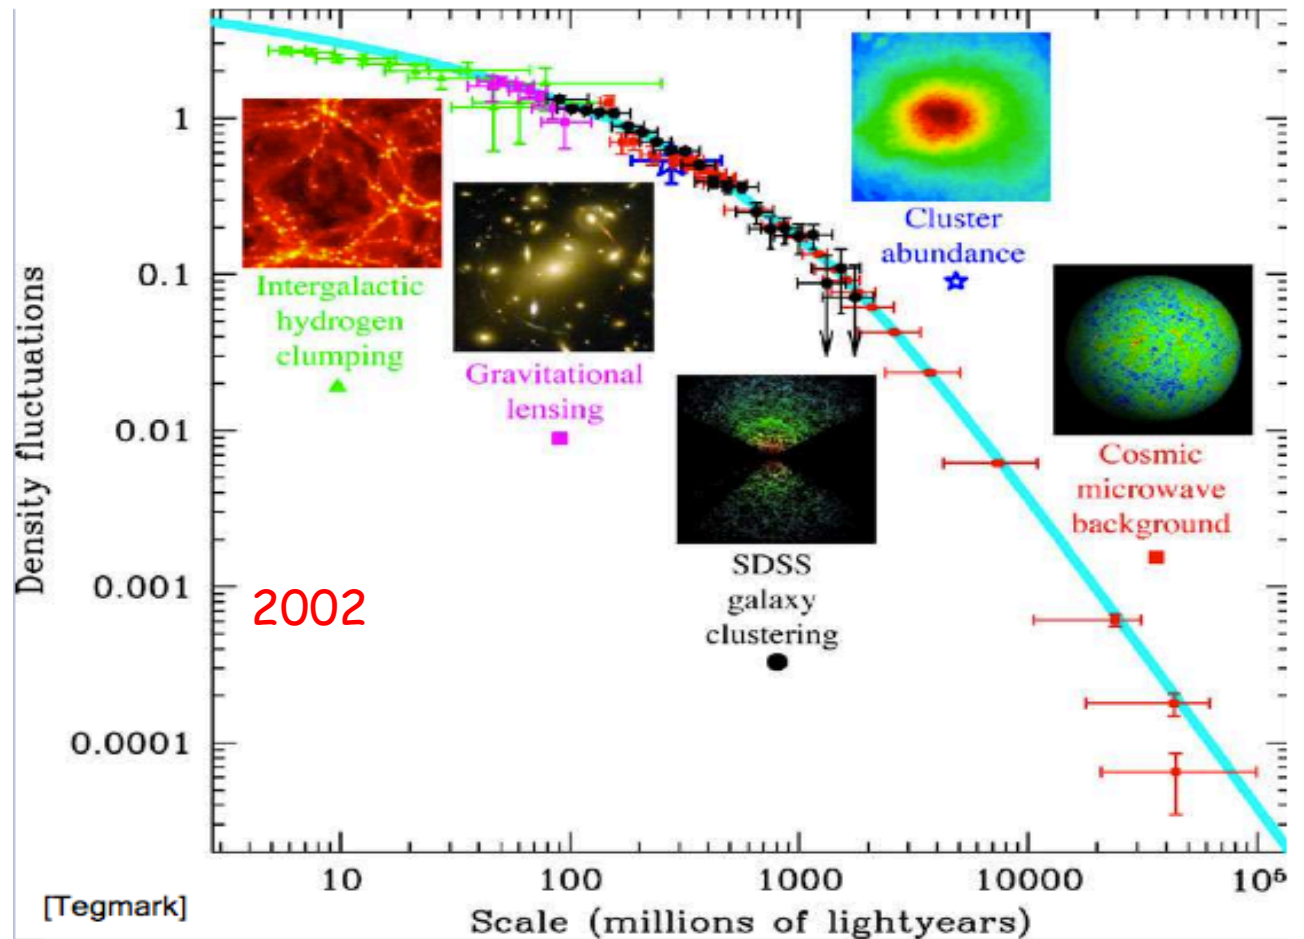 Density fluctuations
1
0.1
0.01
0.001
0.0001
Intergalactic
hydrogen
clumping
Gravitational
lensing
Cluster
abundance
SDSS
galaxy
clustering
Cosmic
microwave
background
2002
10
100
1000
10000
10⁵
Scale (millions of lightyears)
[Tegmark]